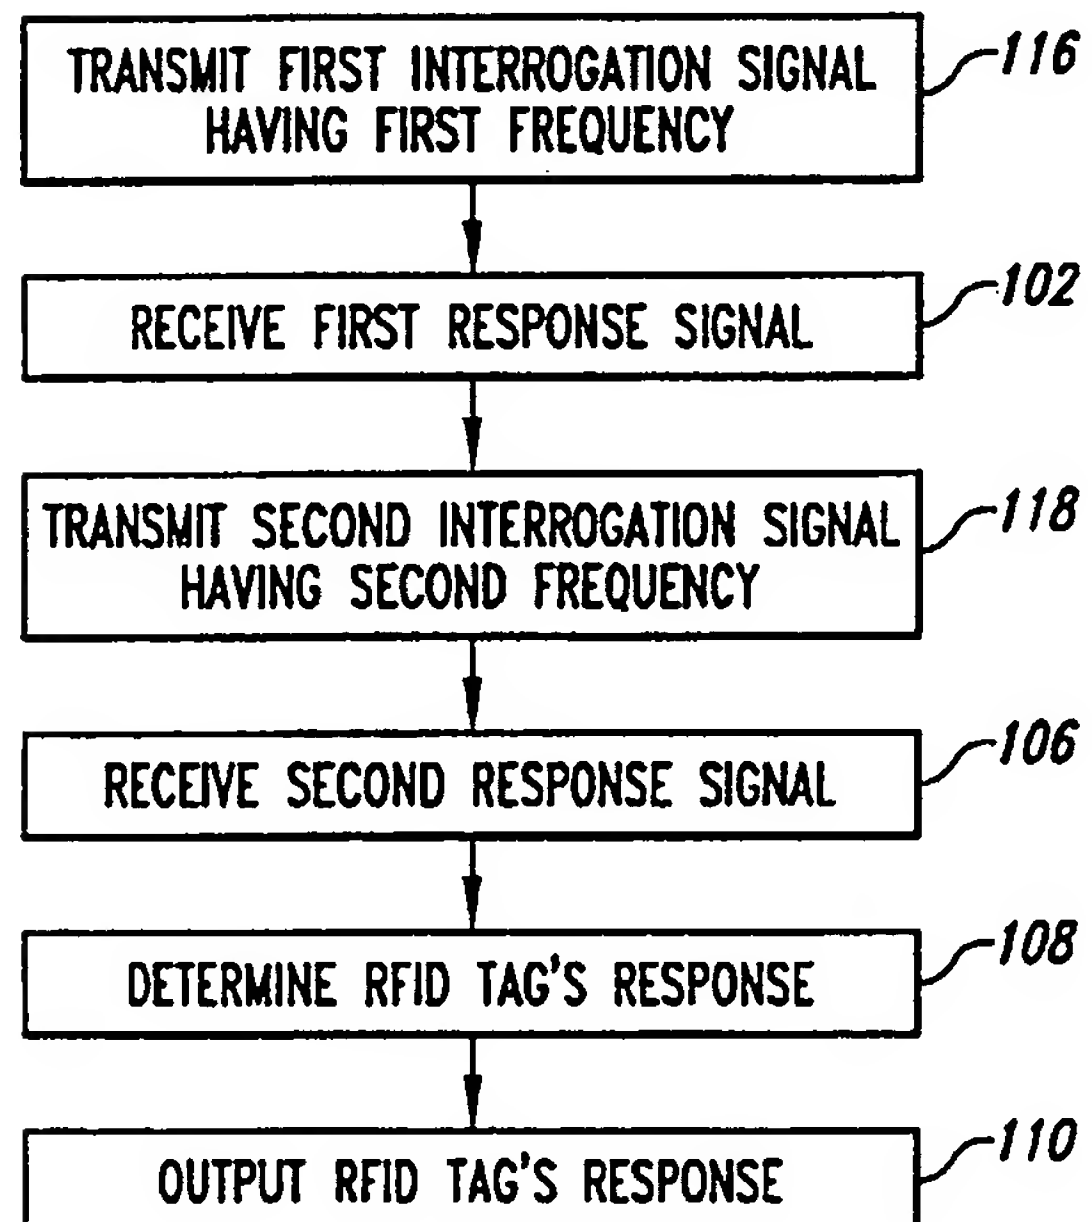 TRANSMIT FIRST INTERROGATION SIGNAL
HAVING FIRST FREQUENCY
116
RECEIVE FIRST RESPONSE SIGNAL
102
TRANSMIT SECOND INTERROGATION SIGNAL
HAVING SECOND FREQUENCY
118
RECEIVE SECOND RESPONSE SIGNAL
106
DETERMINE RFID TAG'S RESPONSE
108
OUTPUT RFID TAG'S RESPONSE
110